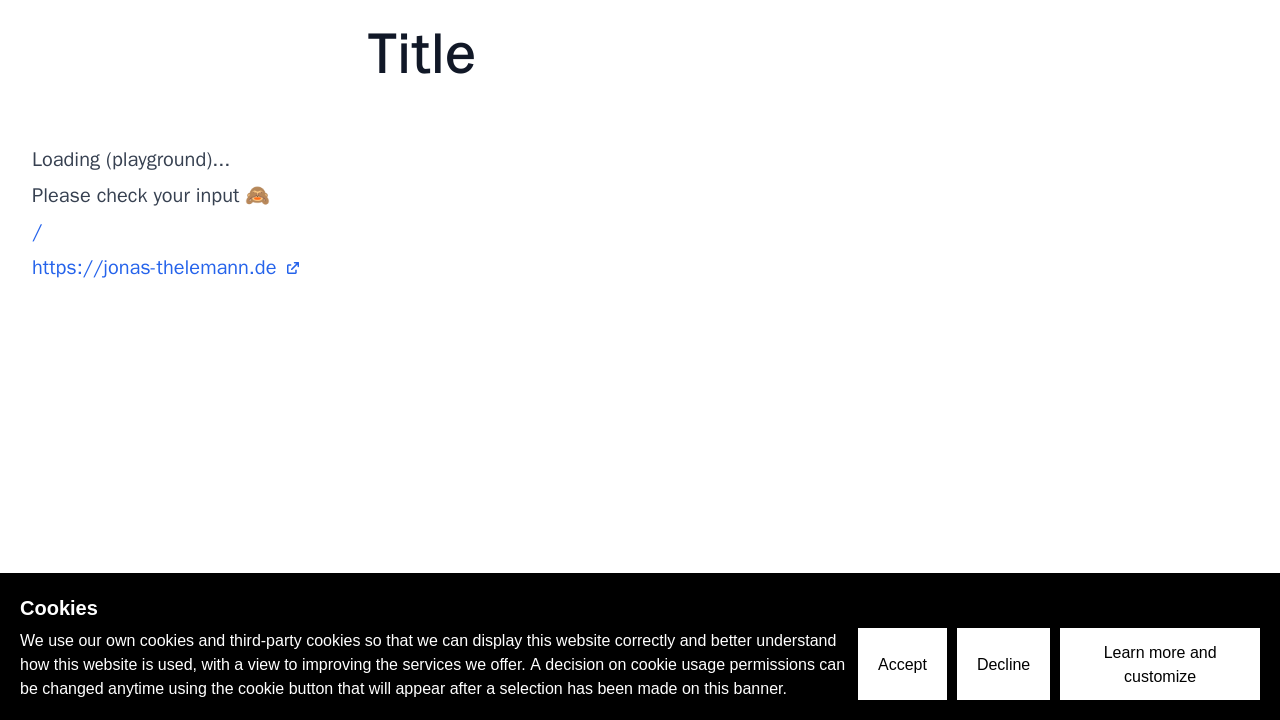 Title
Loading (playground)...
Please check your input 🙈
/
https://jonas-thelemann.de
Cookies
We use our own cookies and third-party cookies so that we can display this website correctly and better understand
how this website is used, with a view to improving the services we offer. A decision on cookie usage permissions can
be changed anytime using the cookie button that will appear after a selection has been made on this banner.
Accept
Decline
Learn more and
customize